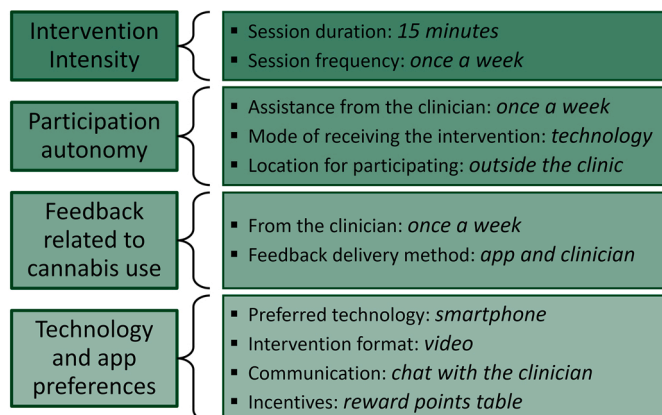 Intervention
Intensity
▪ Session duration: 15 minutes
▪ Session frequency: once a week
Participation
autonomy
▪ Assistance from the clinician: once a week
▪ Mode of receiving the intervention: technology
▪ Location for participating: outside the clinic
Feedback
related to
cannabis use
▪ From the clinician: once a week
▪ Feedback delivery method: app and clinician
Technology
and app
preferences
▪ Preferred technology: smartphone
▪ Intervention format: video
▪ Communication: chat with the clinician
▪ Incentives: reward points table